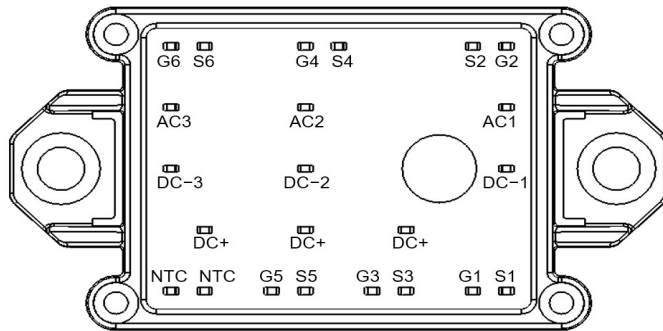 G6 S6 G4 S4 S2 G2
AC3 AC2 AC1
DC-3 DC-2 DC-1
DC+ DC+ DC+
NTC NTC G5 S5 G3 S3 G1 S1